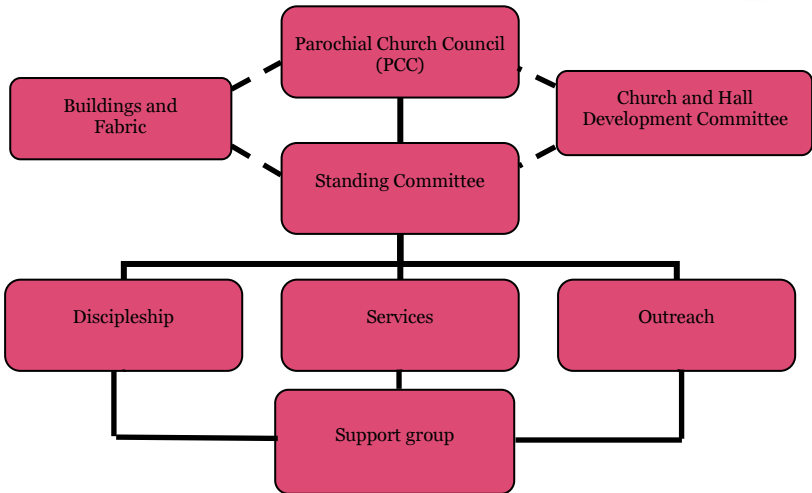 Parochial Church Council
(PCC)
Buildings and
Fabric
Church and Hall
Development Committee
Standing Committee
Discipleship
Services
Outreach
Support group